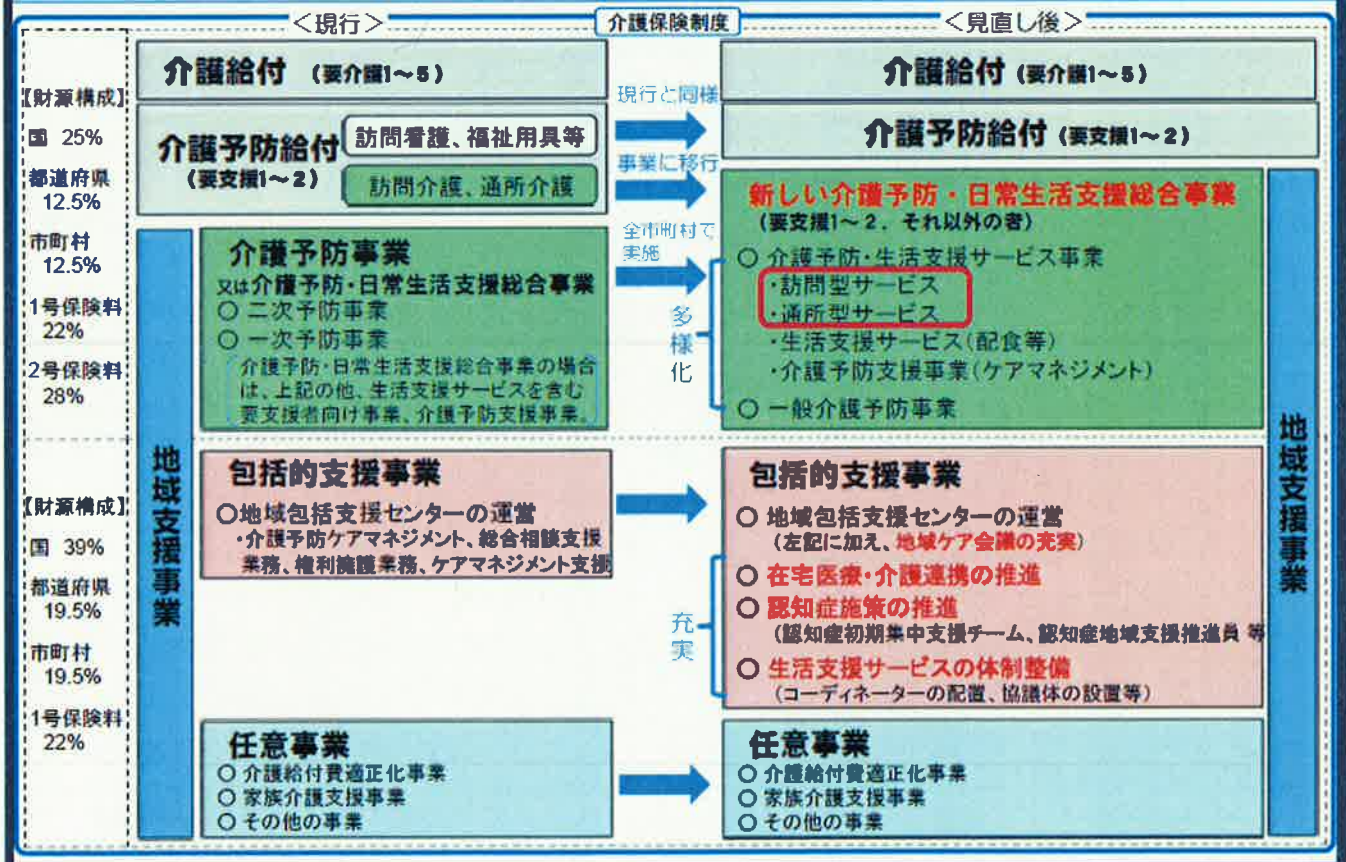 ＜現行＞
介護保険制度
＜見直し後＞
【財源構成】
国 25%
都道府県
12.5%
市町村
12.5%
1号保険料
22%
2号保険料
28%
【財源構成】
国 39%
都道府県
19.5%
市町村
19.5%
1号保険料
22%
介護給付 （要介護1～5）
介護予防給付
（要支援1～2）
訪問看護、福祉用具等
訪問介護、通所介護
地域支援事業
介護予防事業
又は介護予防・日常生活支援総合事業
○ 二次予防事業
○ 一次予防事業
介護予防・日常生活支援総合事業の場合
は、上記の他、生活支援サービスを含む
要支援者向け事業、介護予防支援事業。
包括的支援事業
○地域包括支援センターの運営
・介護予防ケアマネジメント、総合相談支援
業務、権利擁護業務、ケアマネジメント支援
任意事業
○ 介護給付費適正化事業
○ 家族介護支援事業
○ その他の事業
現行と同様
事業に移行
全市町村で
実施
多様化
充実
介護給付（要介護1～5）
介護予防給付（要支援1～2）
新しい介護予防・日常生活支援総合事業
（要支援1～2、それ以外の者）
○ 介護予防・生活支援サービス事業
・訪問型サービス
・通所型サービス
・生活支援サービス（配食等）
・介護予防支援事業（ケアマネジメント）
○ 一般介護予防事業
包括的支援事業
○ 地域包括支援センターの運営
（左記に加え、地域ケア会議の充実）
○ 在宅医療・介護連携の推進
○ 認知症施策の推進
（認知症初期集中支援チーム、認知症地域支援推進員 等
○ 生活支援サービスの体制整備
（コーディネーターの配置、協議体の設置等）
任意事業
○ 介護給付費適正化事業
○ 家族介護支援事業
○ その他の事業
地域支援事業